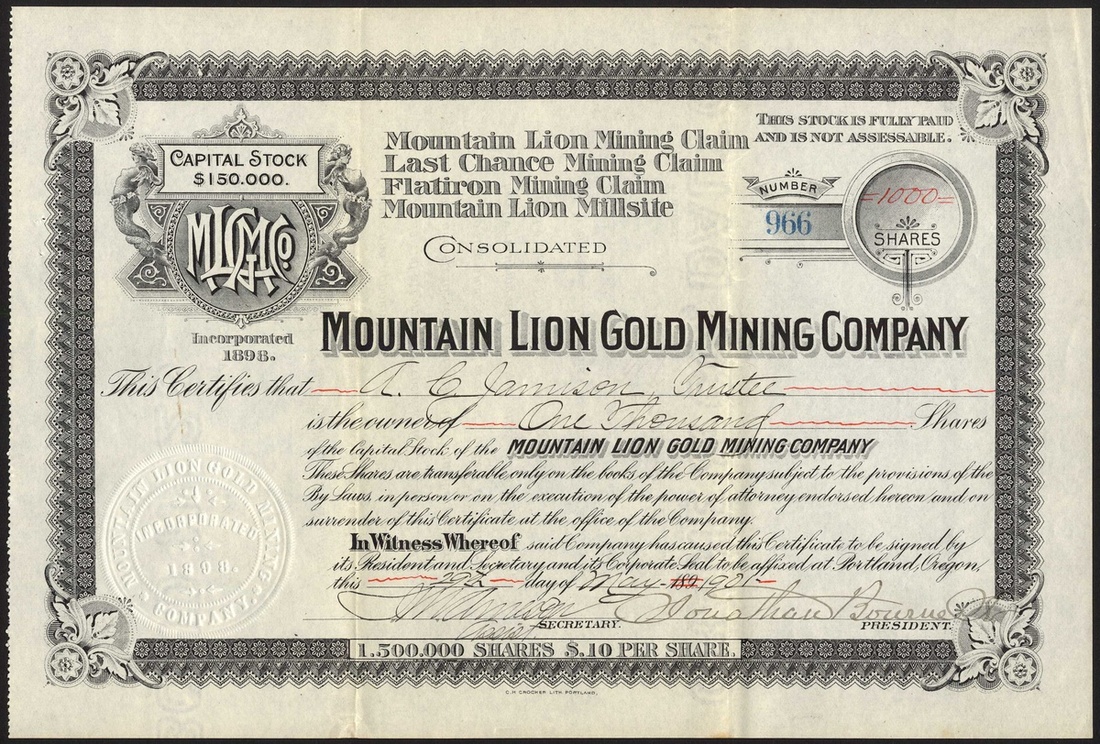 CAPITAL STOCK
$150.000.
M L G M Co.
Incorporated
1898.
Mountain Lion Mining Claim
Last Chance Mining Claim
Flatiron Mining Claim
Mountain Lion Millsite
CONSOLIDATED
THIS STOCK IS FULLY PAID
AND IS NOT ASSESSABLE.
NUMBER
966
=1000=
SHARES
MOUNTAIN LION GOLD MINING COMPANY
This Certifies that A. C. Jamison, Trustee
is the owner of One Thousand Shares
of the Capital Stock of the MOUNTAIN LION GOLD MINING COMPANY
These Shares are transferable only on the books of the Company subject to the provisions of the
By Laws, in person or on the execution of the power of attorney endorsed hereon and on
surrender of this Certificate at the office of the Company.
In Witness Whereof said Company has caused this Certificate to be signed by
its President and Secretary and its Corporate Seal to be affixed at Portland, Oregon,
this 29th day of May 189 1901
Jonathan Bourne Jr
SECRETARY.
PRESIDENT.
MOUNTAIN LION GOLD MINING COMPANY.
INCORPORATED
1898.
1.500.000 SHARES $.10 PER SHARE.
C.H. CROCKER LITH. PORTLAND.